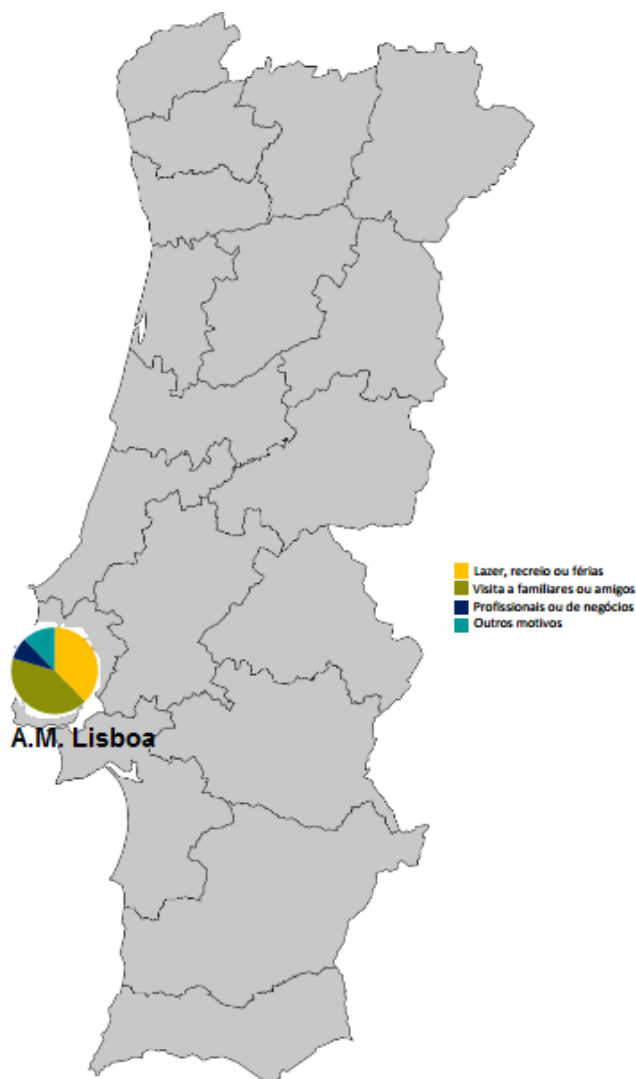 Lazer, recreio ou férias
Visita a familiares ou amigos
Profissionais ou de negócios
Outros motivos
A.M. Lisboa